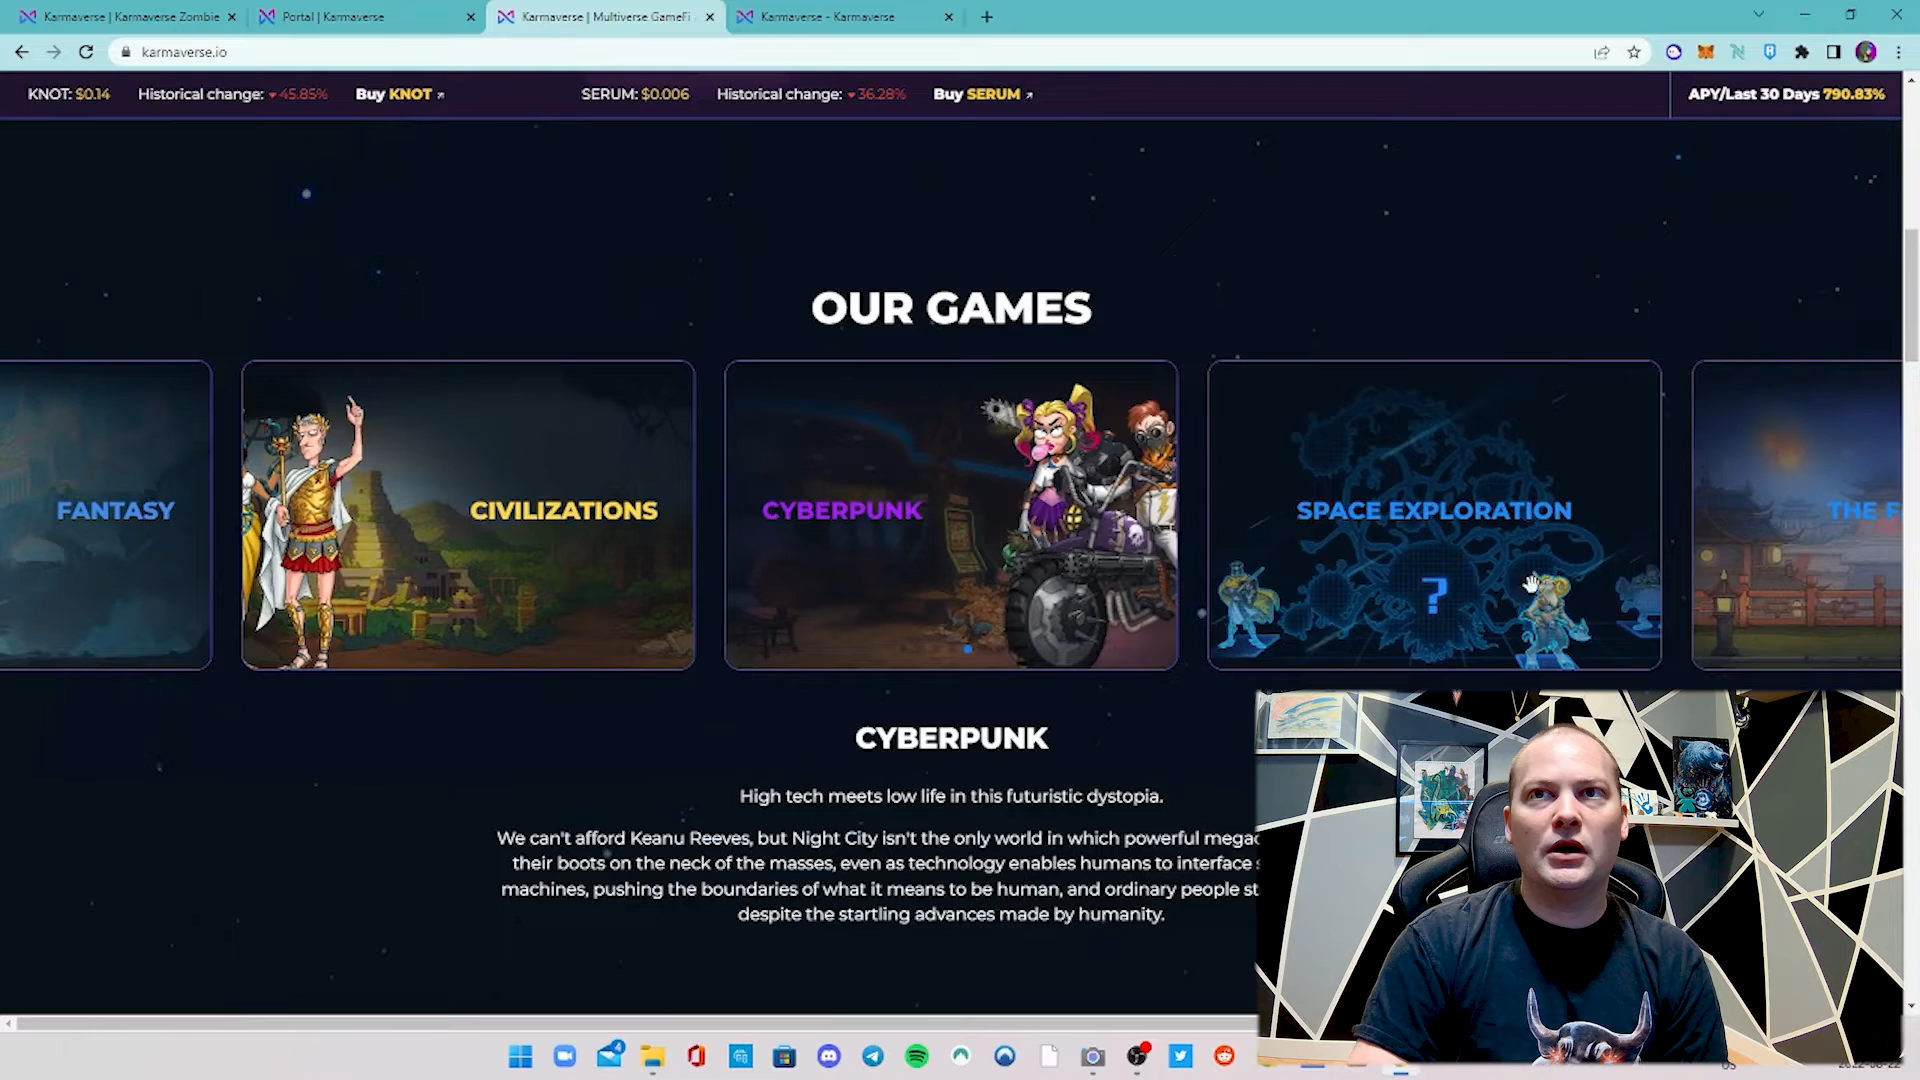 Karmaverse | Karmaverse Zombie
Portal | Karmaverse
Karmaverse | Multiverse GameFi
Karmaverse - Karmaverse
karmaverse.io
KNOT: $0.14 Historical change: 45.85% Buy KNOT
SERUM: $0.006 Historical change: 36.28% Buy SERUM
APY/Last 30 Days 790.83%
OUR GAMES
FANTASY
CIVILIZATIONS
CYBERPUNK
SPACE EXPLORATION
?
THE
CYBERPUNK
High tech meets low life in this futuristic dystopia.
We can't afford Keanu Reeves, but Night City isn't the only world in which powerful
their boots on the neck of the masses, even as technology enables humans to interface
machines, pushing the boundaries of what it means to be human, and ordinary people
despite the startling advances made by humanity.
4